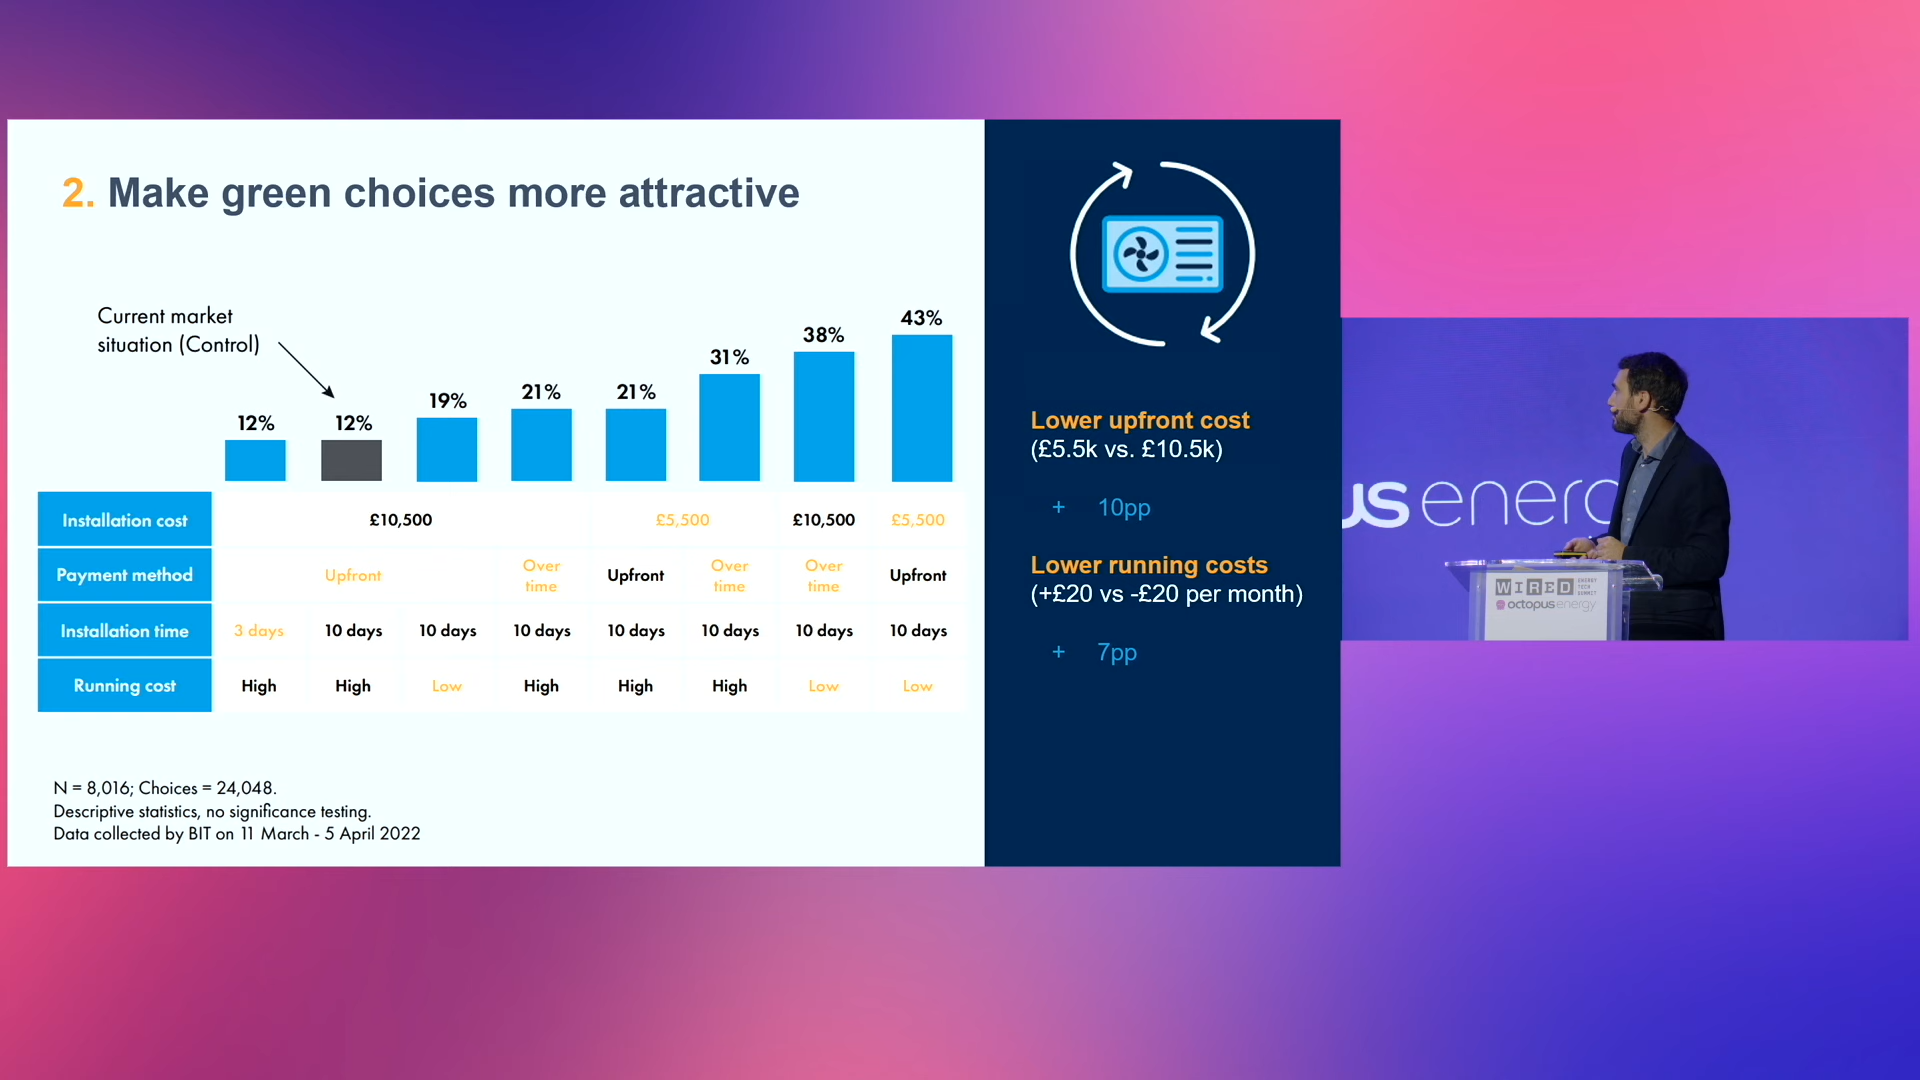 2. Make green choices more attractive
Current market
situation (Control)
12%
12%
19%
21%
21%
31%
38%
43%
Installation cost
£10,500
£5,500
£10,500
£5,500
Payment method
Upfront
Over
time
Upfront
Over
time
Over
time
Upfront
Installation time
3 days
10 days
10 days
10 days
10 days
10 days
10 days
10 days
Running cost
High
High
Low
High
High
High
Low
Low
N = 8,016; Choices = 24,048.
Descriptive statistics, no significance testing.
Data collected by BIT on 11 March - 5 April 2022
Lower upfront cost
(£5.5k vs. £10.5k)
+ 10pp
Lower running costs
(+£20 vs -£20 per month)
+ 7pp
us energ
WIRED ENERGY TECH SUMMIT
octopus energy